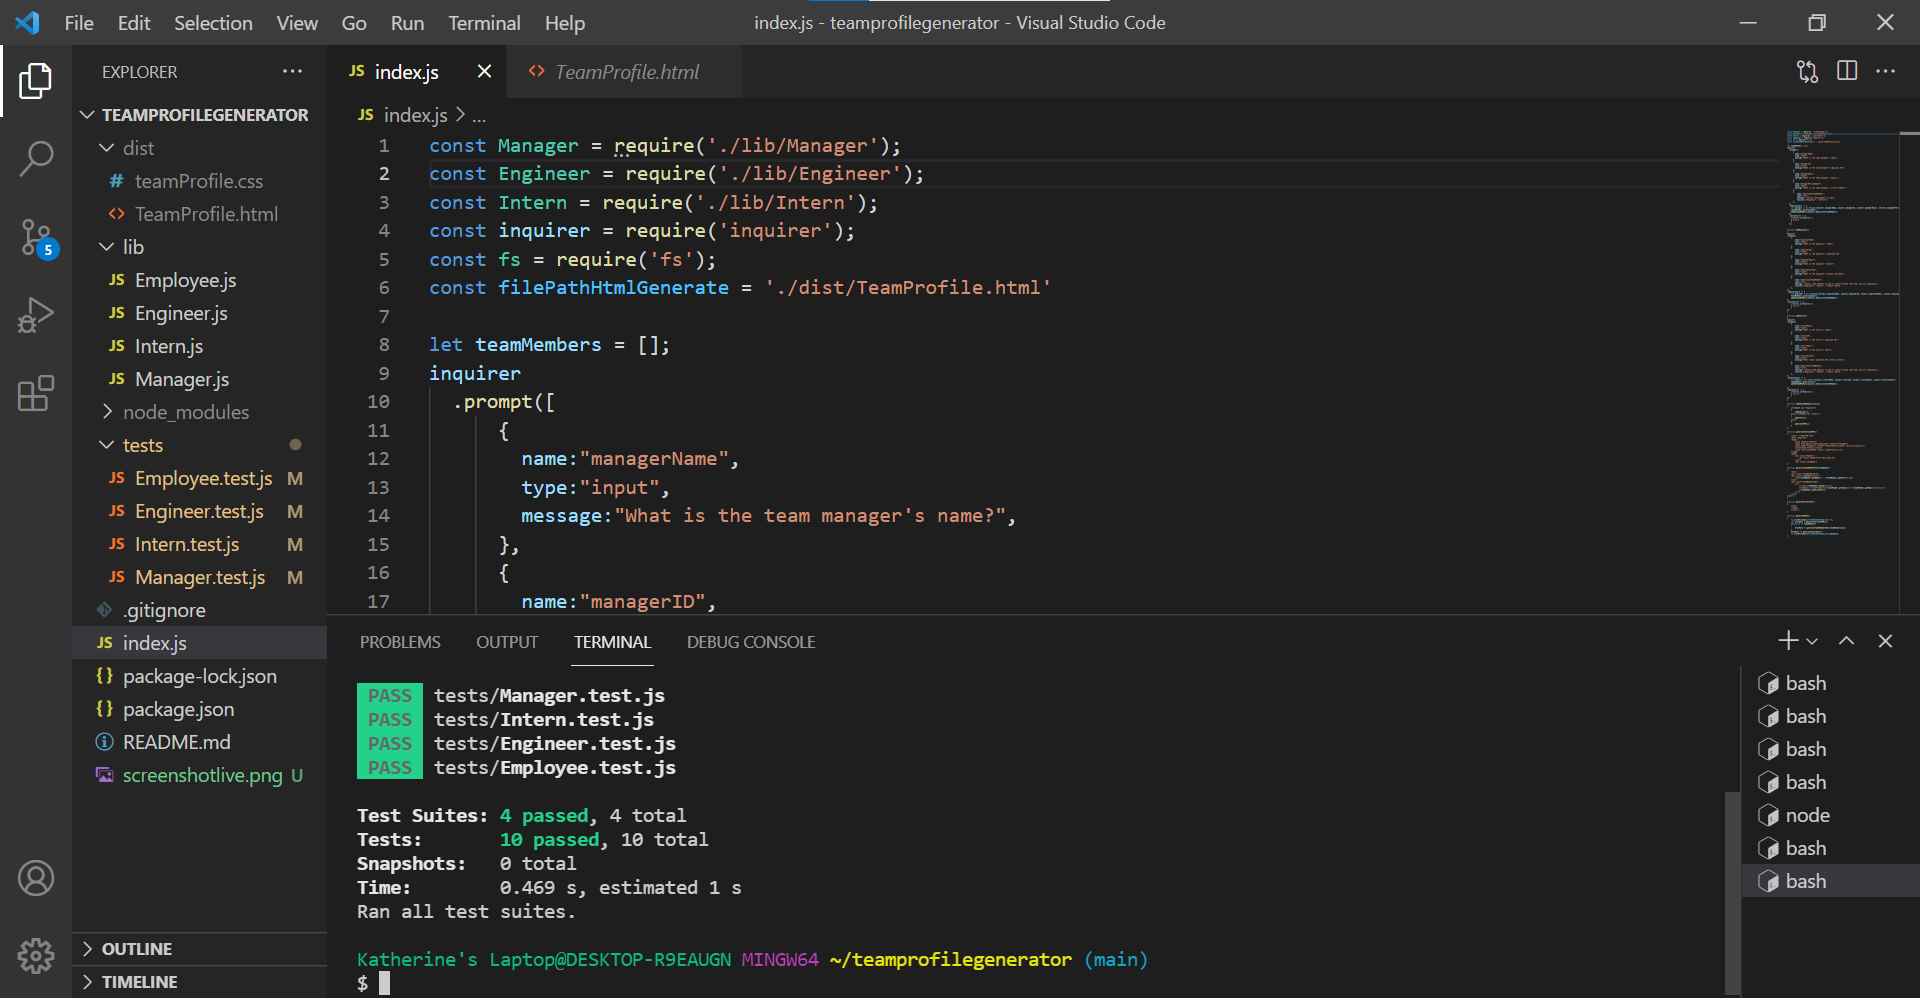 File Edit Selection View Go Run Terminal Help
index.js - teamprofilegenerator - Visual Studio Code
EXPLORER
TEAMPROFILEGENERATOR
dist
# teamProfile.css
<> TeamProfile.html
lib
JS Employee.js
JS Engineer.js
JS Intern.js
JS Manager.js
node_modules
tests
JS Employee.test.js M
JS Engineer.test.js M
JS Intern.test.js M
JS Manager.test.js M
.gitignore
JS index.js
{} package-lock.json
{} package.json
README.md
screenshotlive.png U
OUTLINE
TIMELINE
5
JS index.js
<> TeamProfile.html
JS index.js > ...
1 const Manager = require('./lib/Manager');
2 const Engineer = require('./lib/Engineer');
3 const Intern = require('./lib/Intern');
4 const inquirer = require('inquirer');
5 const fs = require('fs');
6 const filePathHtmlGenerate = './dist/TeamProfile.html'
7
8 let teamMembers = [];
9 inquirer
10 .prompt([
11 {
12 name:"managerName",
13 type:"input",
14 message:"What is the team manager's name?",
15 },
16 {
17 name:"managerID",
PROBLEMS OUTPUT TERMINAL DEBUG CONSOLE
PASS tests/Manager.test.js
PASS tests/Intern.test.js
PASS tests/Engineer.test.js
PASS tests/Employee.test.js
Test Suites: 4 passed, 4 total
Tests: 10 passed, 10 total
Snapshots: 0 total
Time: 0.469 s, estimated 1 s
Ran all test suites.
Katherine's Laptop@DESKTOP-R9EAUGN MINGW64 ~/teamprofilegenerator (main)
$
bash
bash
bash
bash
node
bash
bash